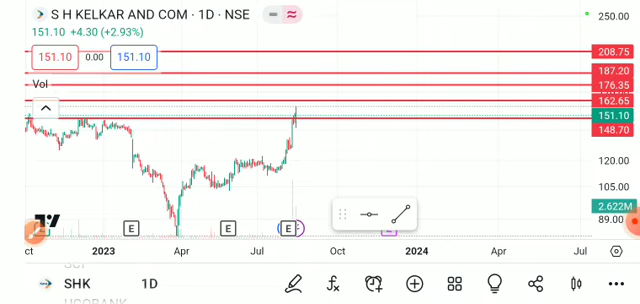 S H KELKAR AND COM · 1D · NSE
151.10 +4.30 (+2.93%)
151.10 0.00 151.10
Vol
250.00
208.75
187.20
176.35
162.65
151.10
148.70
120.00
105.00
2.622M
89.00
E E E
2023 Apr Jul Oct 2024 Apr Jul
SHK 1D
UCOBANK